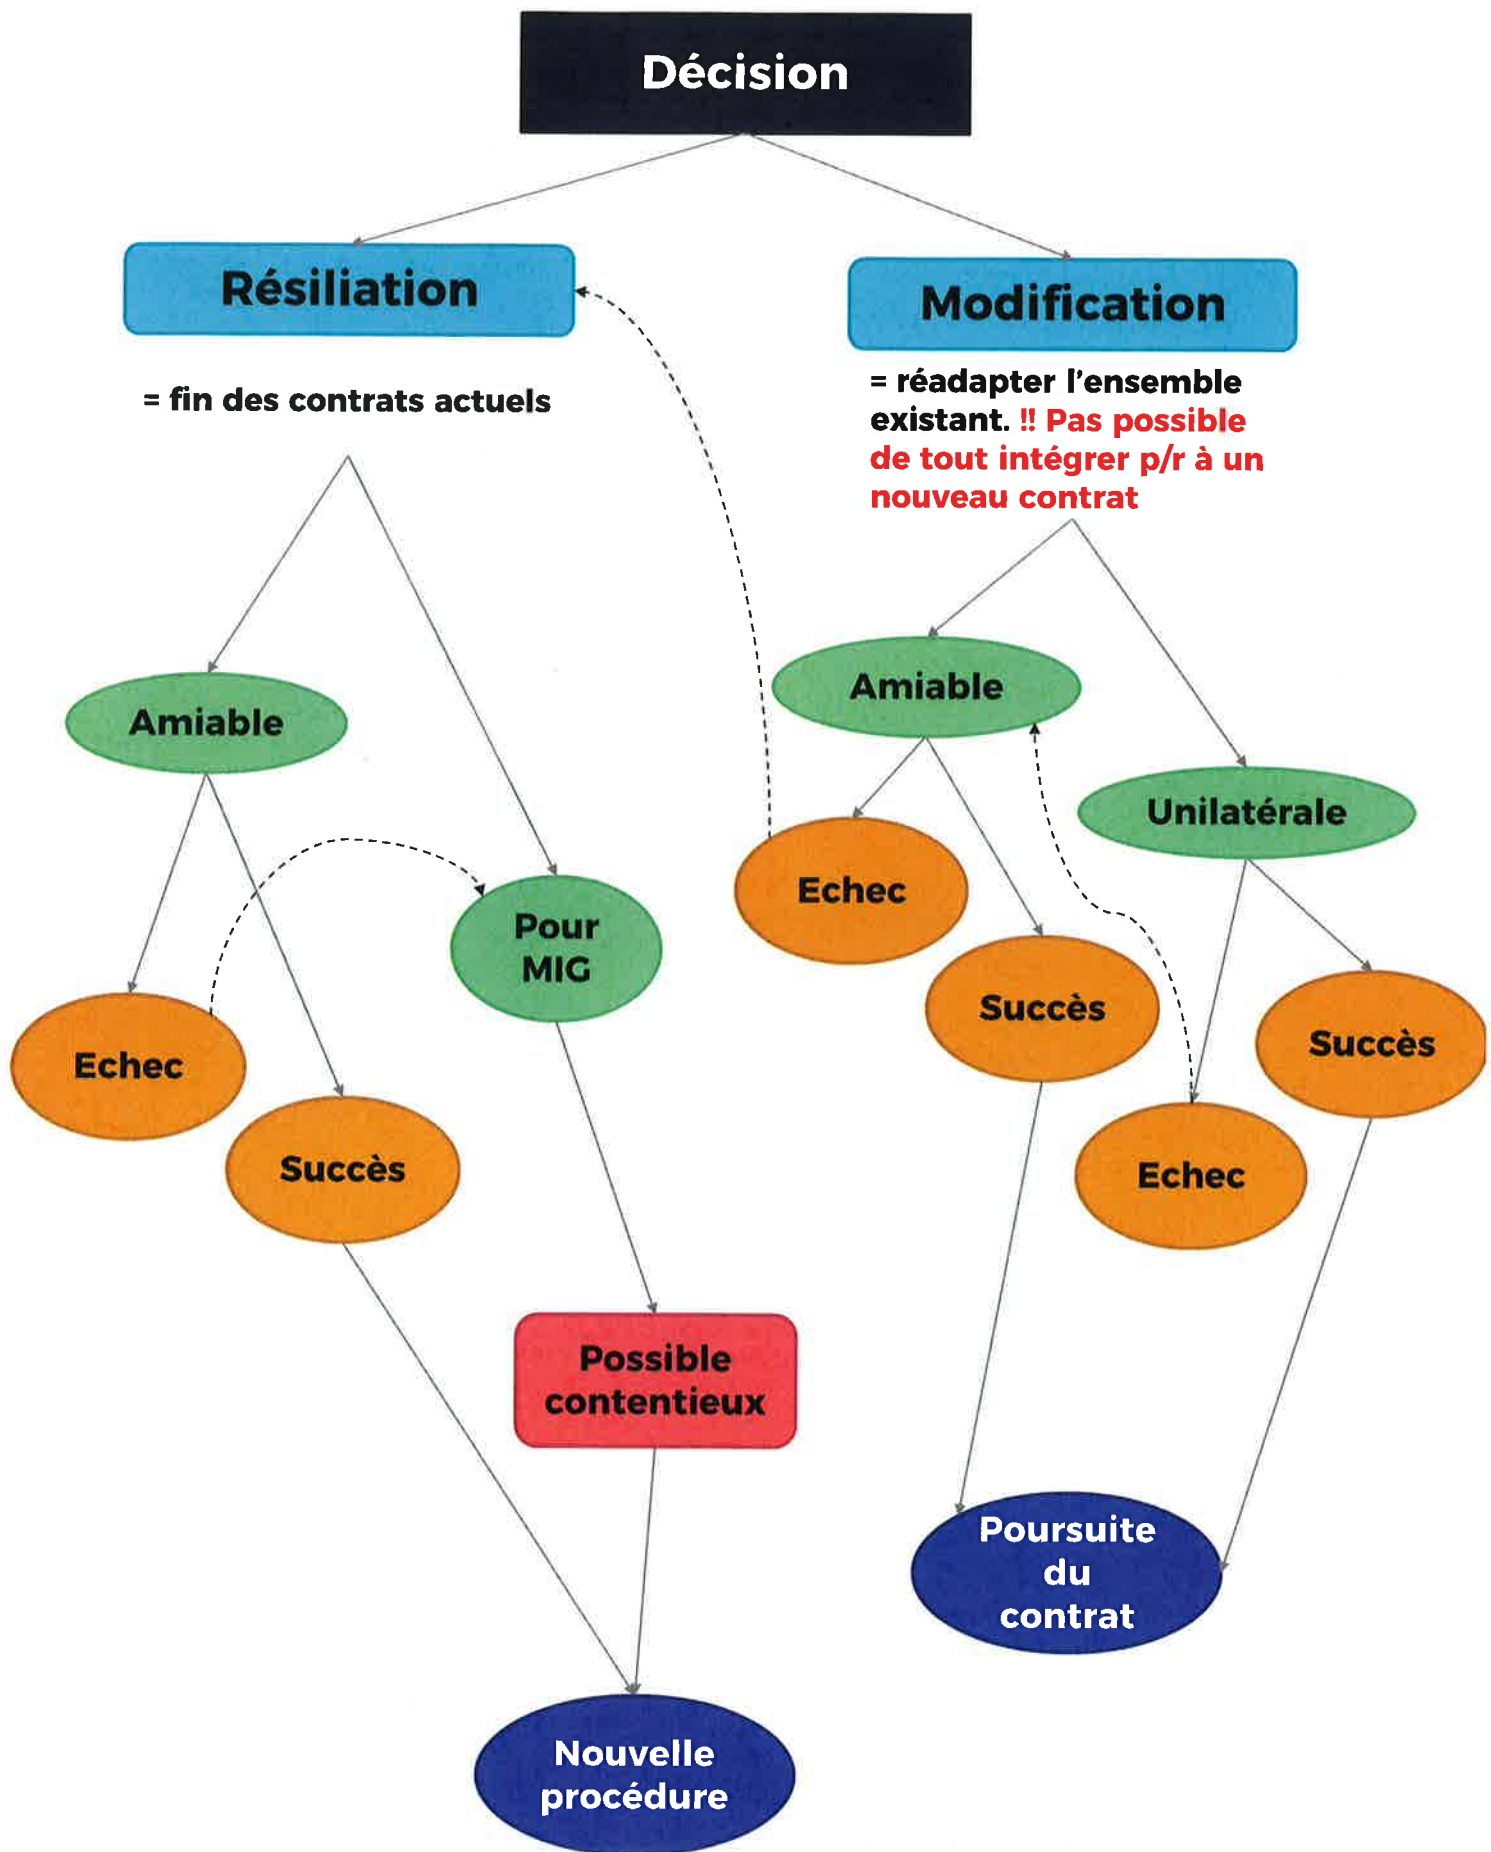 Décision
Résiliation
Modification
= fin des contrats actuels
= réadapter l'ensemble
existant. !! Pas possible
de tout intégrer p/r à un
nouveau contrat
Amiable
Amiable
Unilatérale
Echec
Pour
MIG
Succès
Succès
Echec
Succès
Echec
Possible
contentieux
Poursuite
du
contrat
Nouvelle
procédure